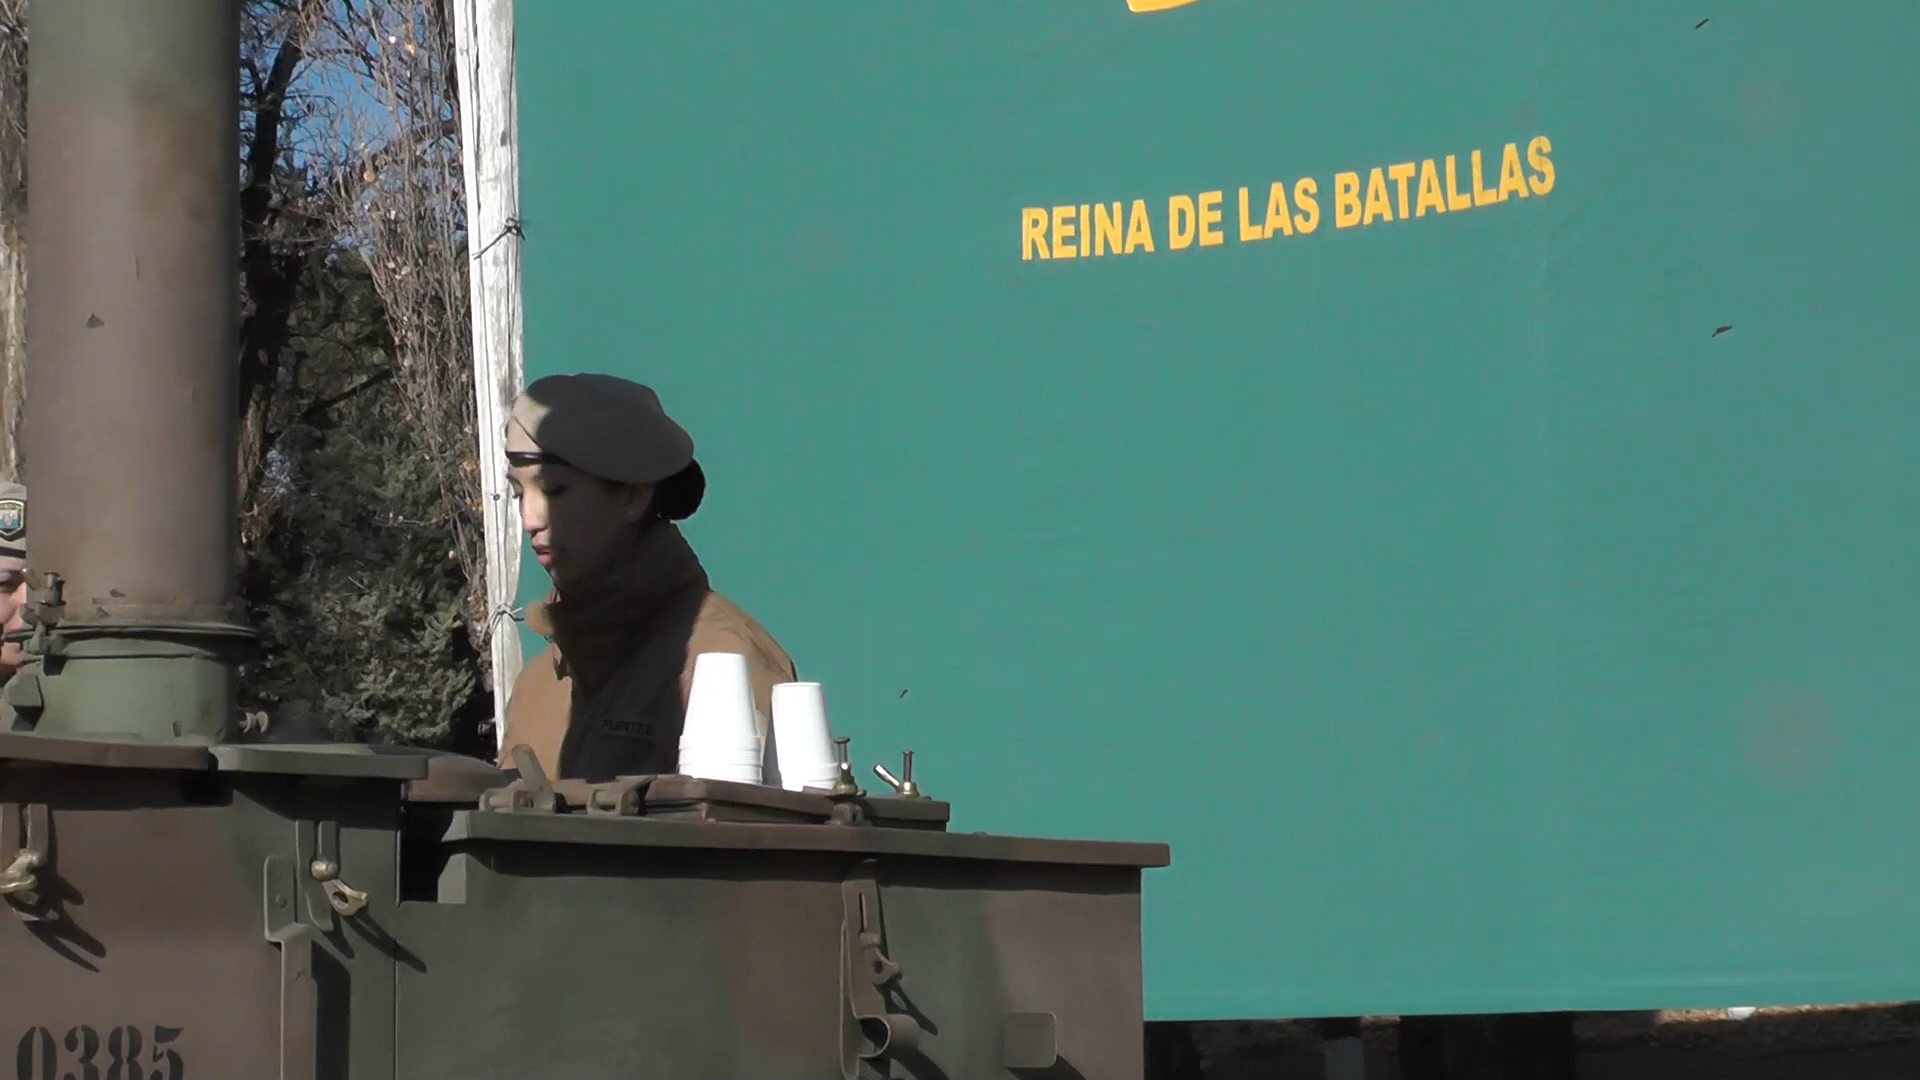 REINA DE LAS BATALLAS
FUENTES
0385